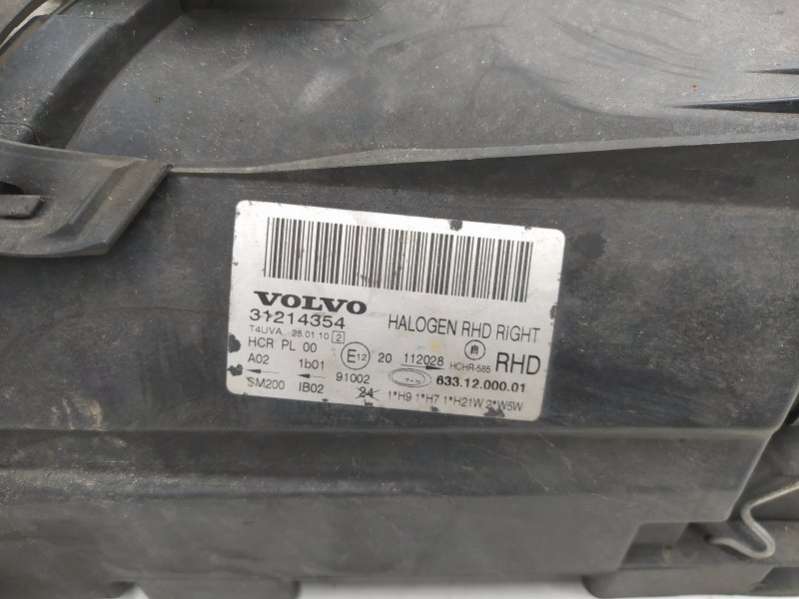 VOLVO
31214354
HALOGEN RHD RIGHT
T4UVA 25.01.10 2
HCR PL 00
E12 20 112028
HCHR-585
RHD
A02 1b01 91002
633.12.000.01
SM200 IB02 24 1*H9 1*H7 1*H21W 2*W5W